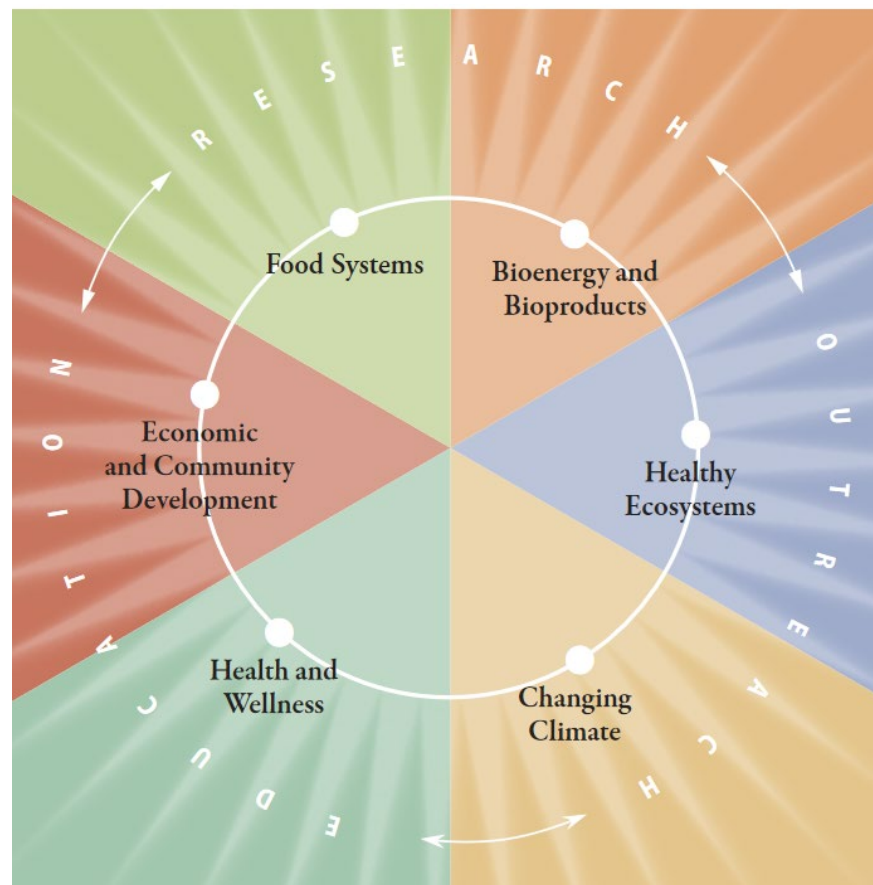 RESEARCH
Food Systems
Bioenergy and
Bioproducts
OUTREACH
Economic
and Community
Development
Healthy
Ecosystems
Health and
Wellness
Changing
Climate
EDUCATION